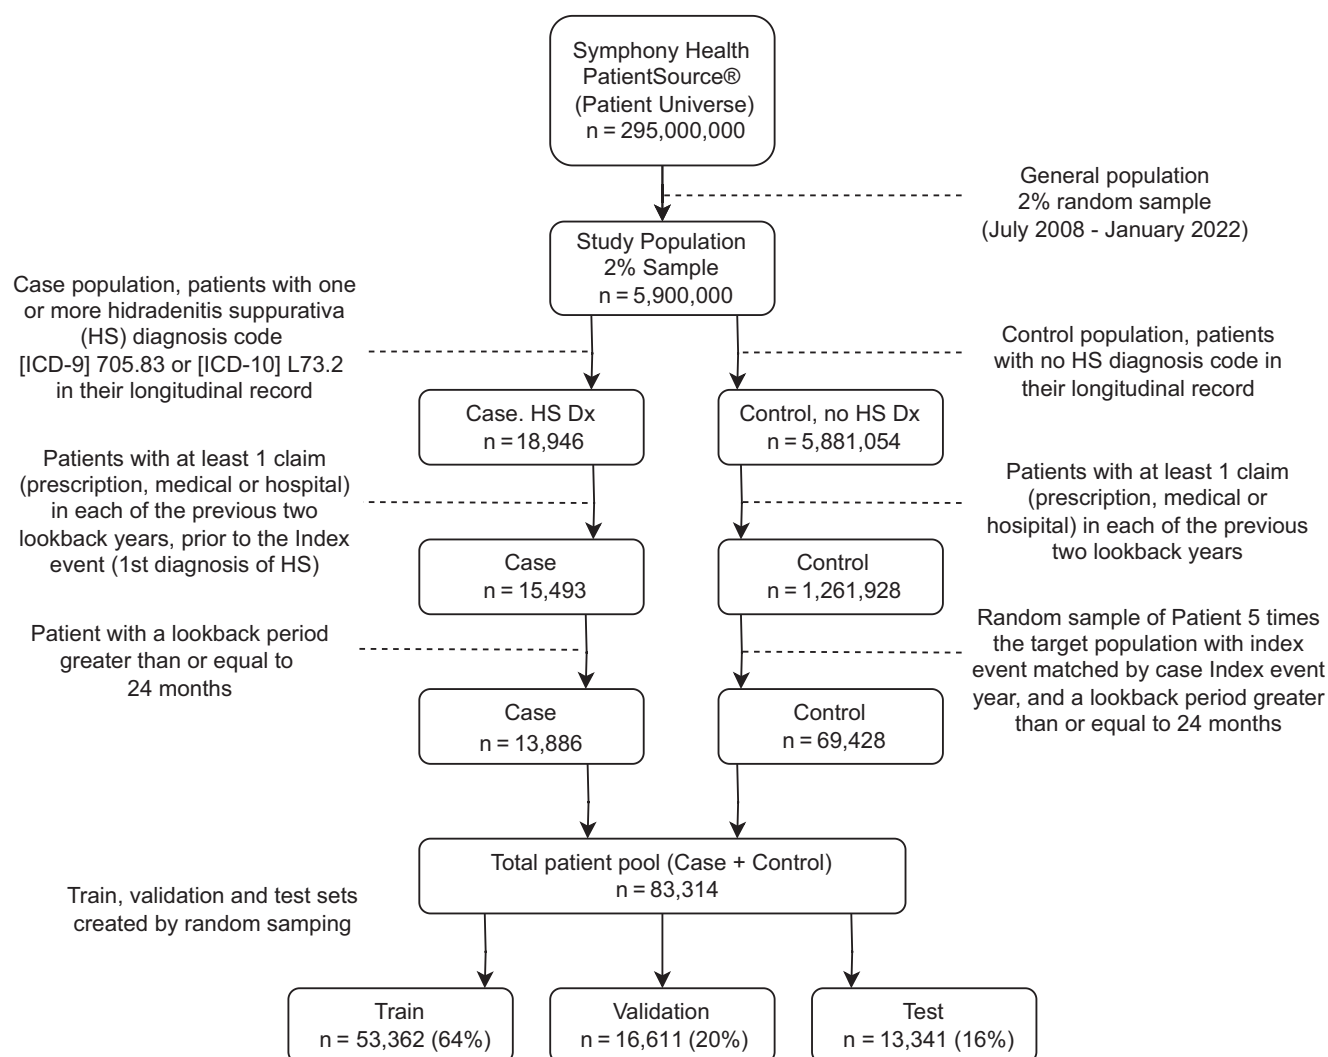 Symphony Health
PatientSource®
(Patient Universe)
n = 295,000,000
General population
2% random sample
(July 2008 - January 2022)
Study Population
2% Sample
n = 5,900,000
Case population, patients with one
or more hidradenitis suppurativa
(HS) diagnosis code
[ICD-9] 705.83 or [ICD-10] L73.2
in their longitudinal record
Control population, patients
with no HS diagnosis code in
their longitudinal record
Case. HS Dx
n = 18,946
Control, no HS Dx
n = 5,881,054
Patients with at least 1 claim
(prescription, medical or hospital)
in each of the previous two
lookback years, prior to the Index
event (1st diagnosis of HS)
Patients with at least 1 claim
(prescription, medical or
hosipital) in each of the previous
two lookback years
Case
n = 15,493
Control
n = 1,261,928
Patient with a lookback period
greater than or equal to
24 months
Random sample of Patient 5 times
the target population with index
event matched by case Index event
year, and a lookback period greater
than or equal to 24 months
Case
n = 13,886
Control
n = 69,428
Total patient pool (Case + Control)
n = 83,314
Train, validation and test sets
created by random samping
Train
n = 53,362 (64%)
Validation
n = 16,611 (20%)
Test
n = 13,341 (16%)